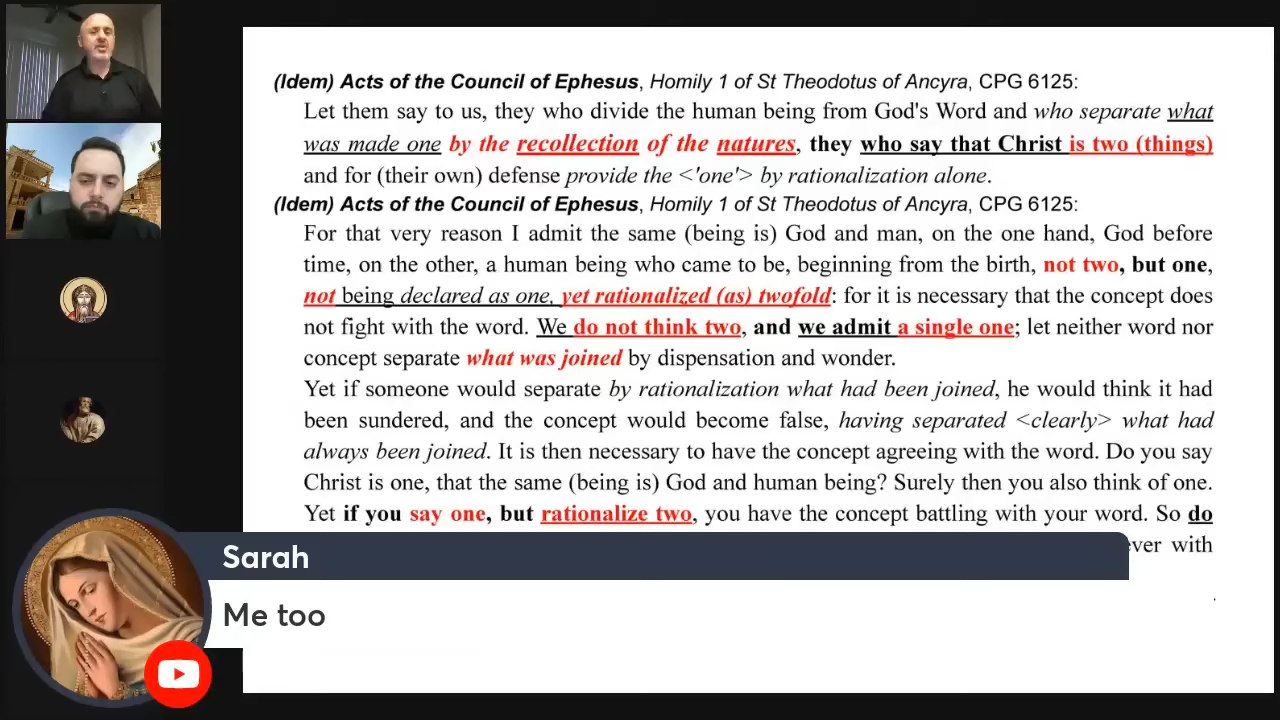 (Idem) Acts of the Council of Ephesus, Homily 1 of St Theodotus of Ancyra, CPG 6125:
Let them say to us, they who divide the human being from God's Word and who separate what
was made one by the recollection of the natures, they who say that Christ is two (things)
and for (their own) defense provide the <'one'> by rationalization alone.
(Idem) Acts of the Council of Ephesus, Homily 1 of St Theodotus of Ancyra, CPG 6125:
For that very reason I admit the same (being is) God and man, on the one hand, God before
time, on the other, a human being who came to be, beginning from the birth, not two, but one,
not being declared as one, yet rationalized (as) twofold: for it is necessary that the concept does
not fight with the word. We do not think two, and we admit a single one; let neither word nor
concept separate what was joined by dispensation and wonder.
Yet if someone would separate by rationalization what had been joined, he would think it had
been sundered, and the concept would become false, having separated <clearly> what had
always been joined. It is then necessary to have the concept agreeing with the word. Do you say
Christ is one, that the same (being is) God and human being? Surely then you also think of one.
Yet if you say one, but rationalize two, you have the concept battling with your word. So do
with
Sarah
Me too